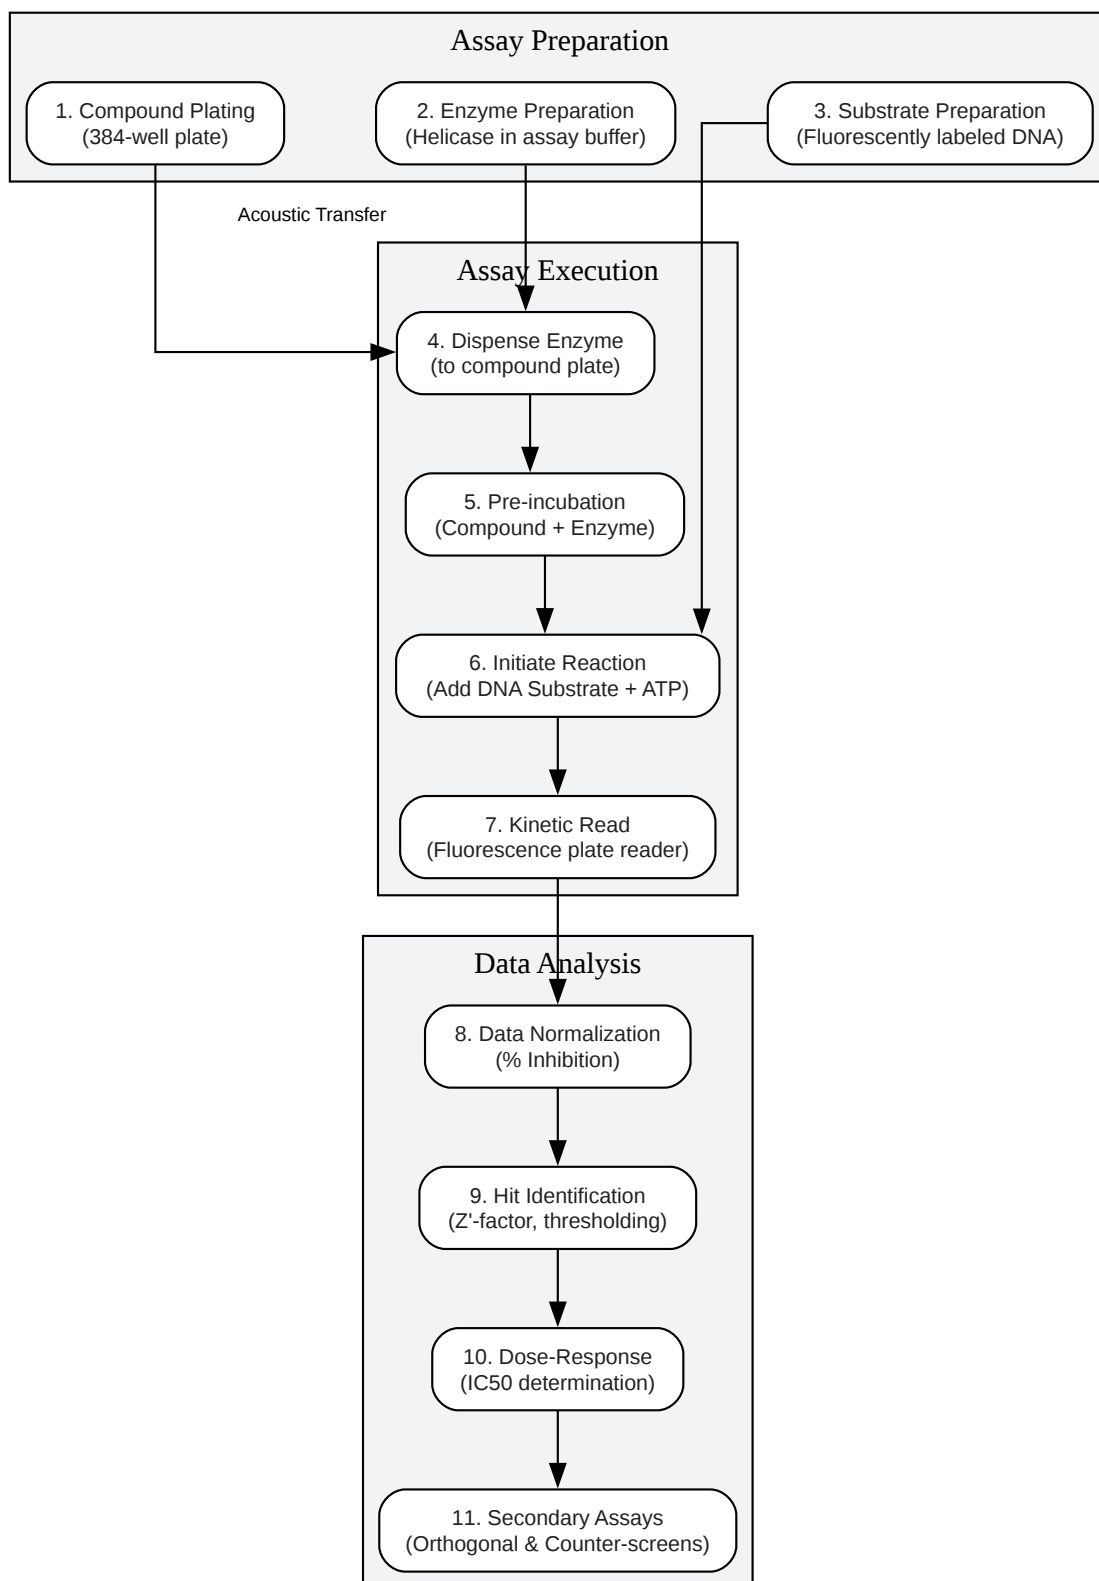 Assay Preparation
1. Compound Plating
(384-well plate)
2. Enzyme Preparation
(Helicase in assay buffer)
3. Substrate Preparation
(Fluorescently labeled DNA)
Acoustic Transfer
Assay Execution
4. Dispense Enzyme
(to compound plate)
5. Pre-incubation
(Compound + Enzyme)
6. Initiate Reaction
(Add DNA Substrate + ATP)
7. Kinetic Read
(Fluorescence plate reader)
Data Analysis
8. Data Normalization
(% Inhibition)
9. Hit Identification
(Z'-factor, thresholding)
10. Dose-Response
(IC50 determination)
11. Secondary Assays
(Orthogonal & Counter-screens)